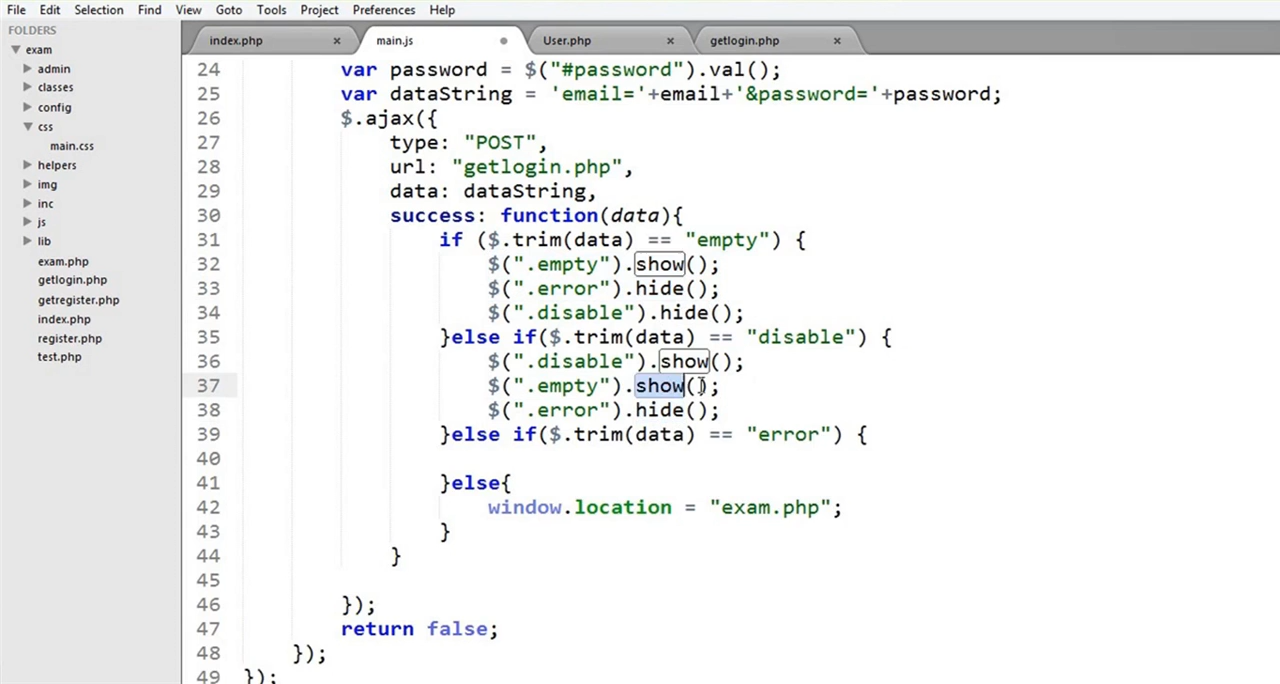 File Edit Selection Find View Goto Tools Project Preferences Help
FOLDERS
exam
admin
classes
config
css
main.css
helpers
img
inc
js
lib
exam.php
getlogin.php
getregister.php
index.php
register.php
test.php
index.php × main.js User.php × getlogin.php ×
24 var password = $("#password").val();
25 var dataString = 'email='+email+'&password='+password;
26 $.ajax({
27 type: "POST",
28 url: "getlogin.php",
29 data: dataString,
30 success: function(data){
31 if ($.trim(data) == "empty") {
32 $(".empty").show();
33 $(".error").hide();
34 $(".disable").hide();
35 }else if($.trim(data) == "disable") {
36 $(".disable").show();
37 $(".empty").show();
38 $(".error").hide();
39 }else if($.trim(data) == "error") {
40
41 }else{
42 window.location = "exam.php";
43 }
44 }
45
46 });
47 return false;
48 });
49 });